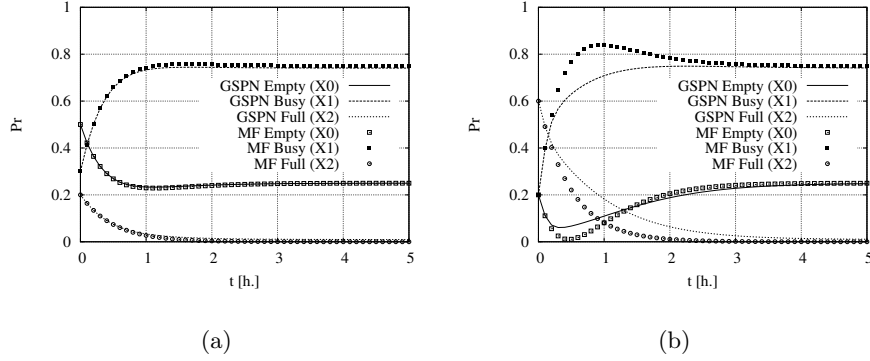 1
0.8
0.6
0.4
0.2
0
Pr
GSPN Empty (X0)
GSPN Busy (X1)
GSPN Full (X2)
MF Empty (X0)
MF Busy (X1)
MF Full (X2)
0 1 2 3 4 5
t [h.]
(a)
1
0.8
0.6
0.4
0.2
0
Pr
GSPN Empty (X0)
GSPN Busy (X1)
GSPN Full (X2)
MF Empty (X0)
MF Busy (X1)
MF Full (X2)
0 1 2 3 4 5
t [h.]
(b)